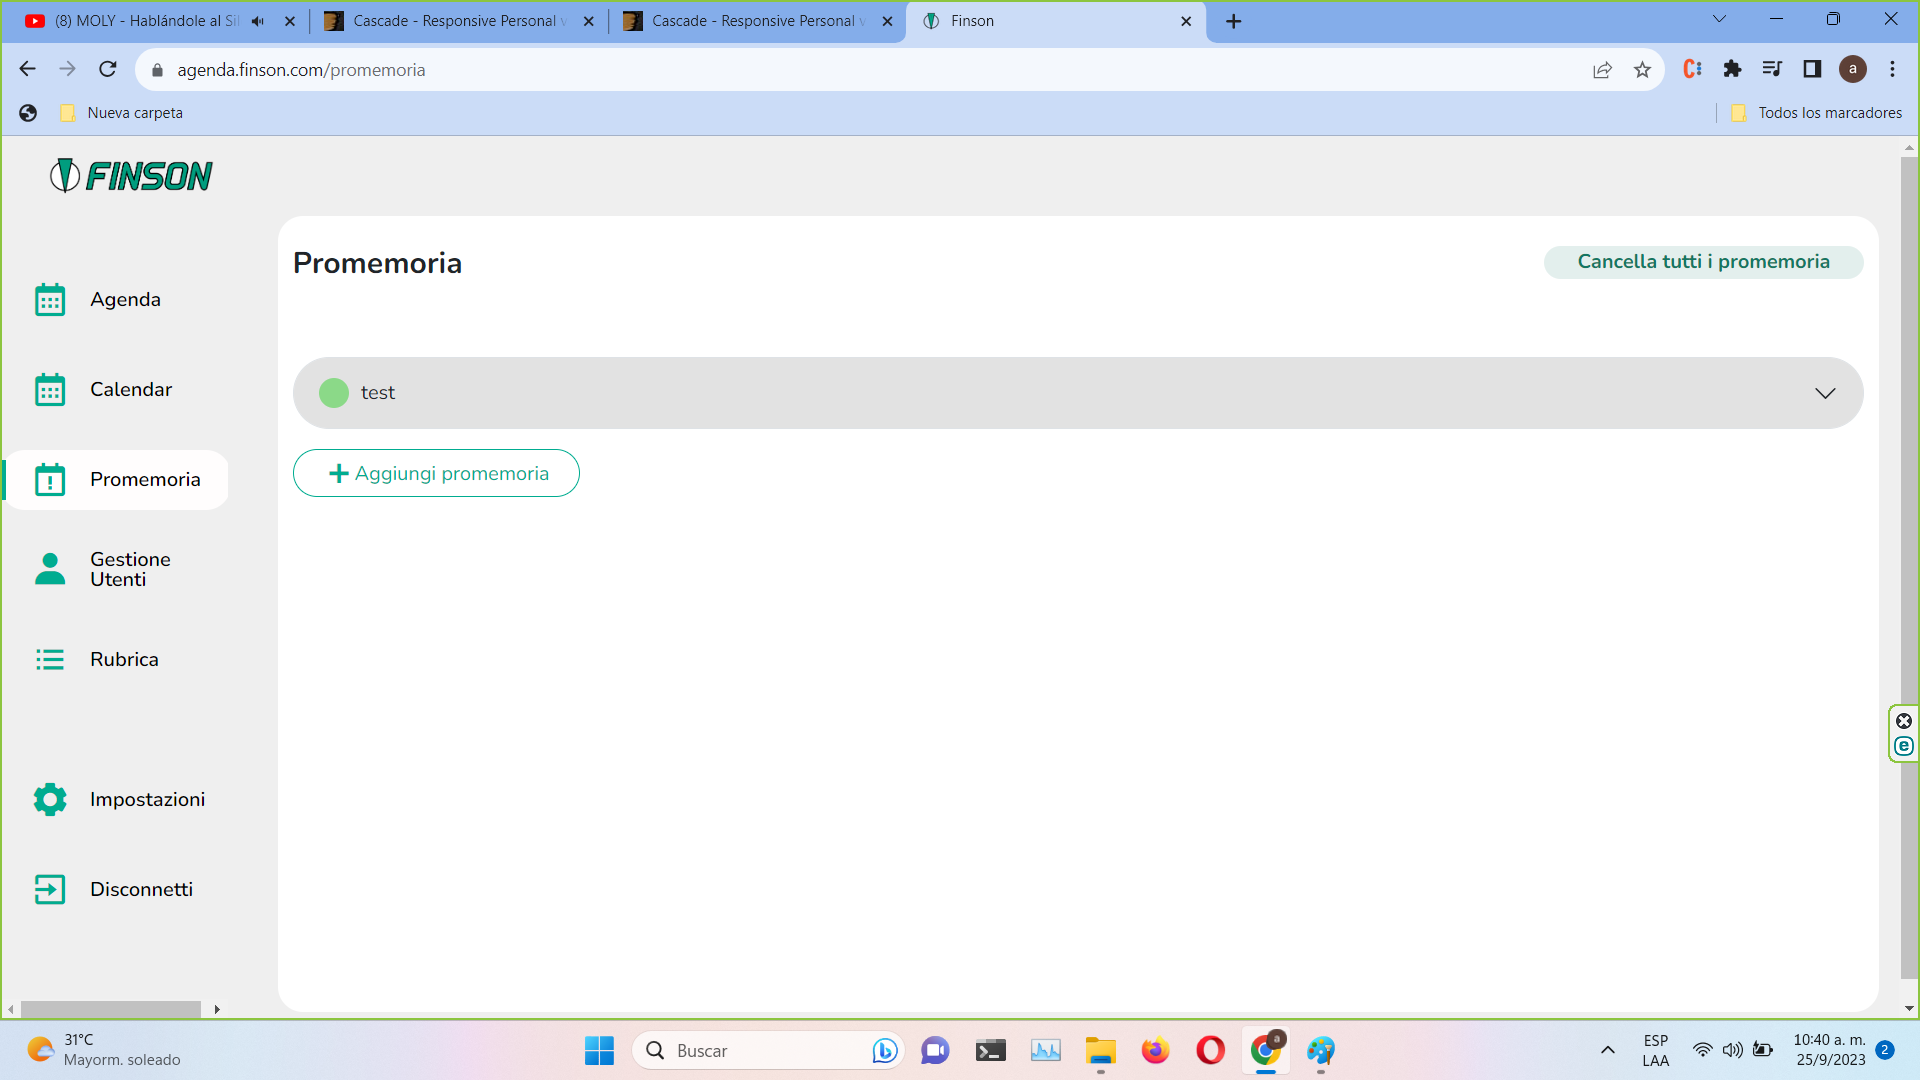 (8) MOLY - Hablándole al Sil
Cascade - Responsive Personal v
Cascade - Responsive Personal v
Finson
agenda.finson.com/promemoria
a
Nueva carpeta
Todos los marcadores
FINSON
Promemoria
Cancella tutti i promemoria
Agenda
test
Calendar
Aggiungi promemoria
Promemoria
Gestione
Utenti
Rubrica
Impostazioni
Disconnetti
31°C
Mayorm. soleado
Buscar
a
ESP
LAA
10:40 a. m.
25/9/2023
2